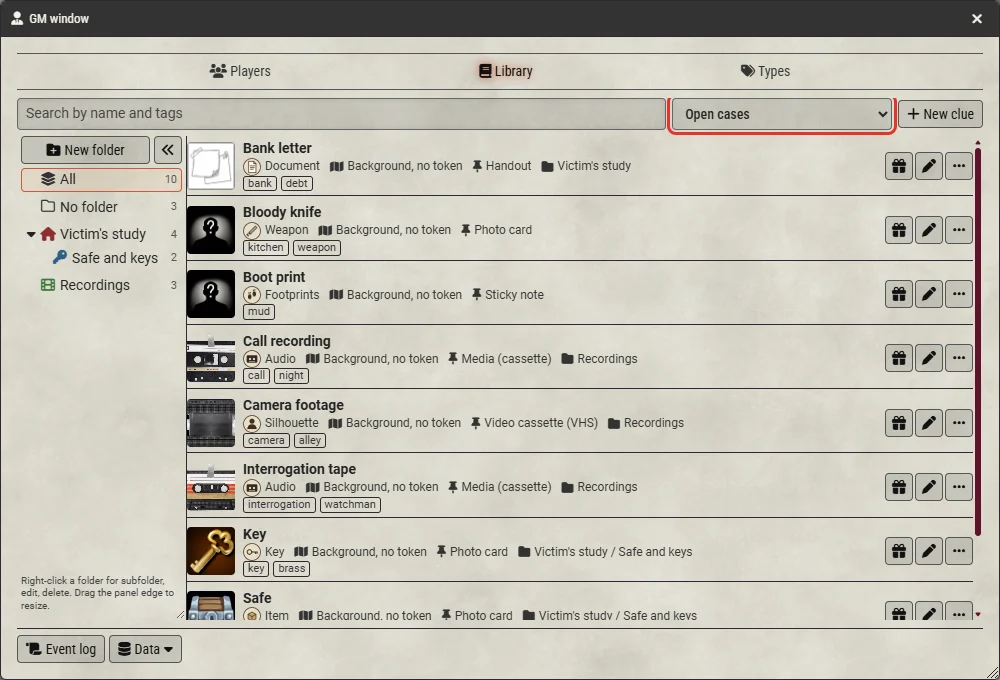 GM window
Players
Library
Types
Search by name and tags
Open cases
New clue
New folder
All 10
No folder 3
Victim's study 4
Safe and keys 2
Recordings 3
Right-click a folder for subfolder,
edit, delete. Drag the panel edge to
resize.
Bank letter
Document Background, no token Handout Victim's study
bank debt
Bloody knife
Weapon Background, no token Photo card
kitchen weapon
Boot print
Footprints Background, no token Sticky note
mud
Call recording
Audio Background, no token Media (cassette) Recordings
call night
Camera footage
Silhouette Background, no token Video cassette (VHS) Recordings
camera alley
Interrogation tape
Audio Background, no token Media (cassette) Recordings
interrogation watchman
Key
Key Background, no token Photo card Victim's study / Safe and keys
key brass
Safe
Item Background, no token Photo card Victim's study / Safe and keys
Event log
Data